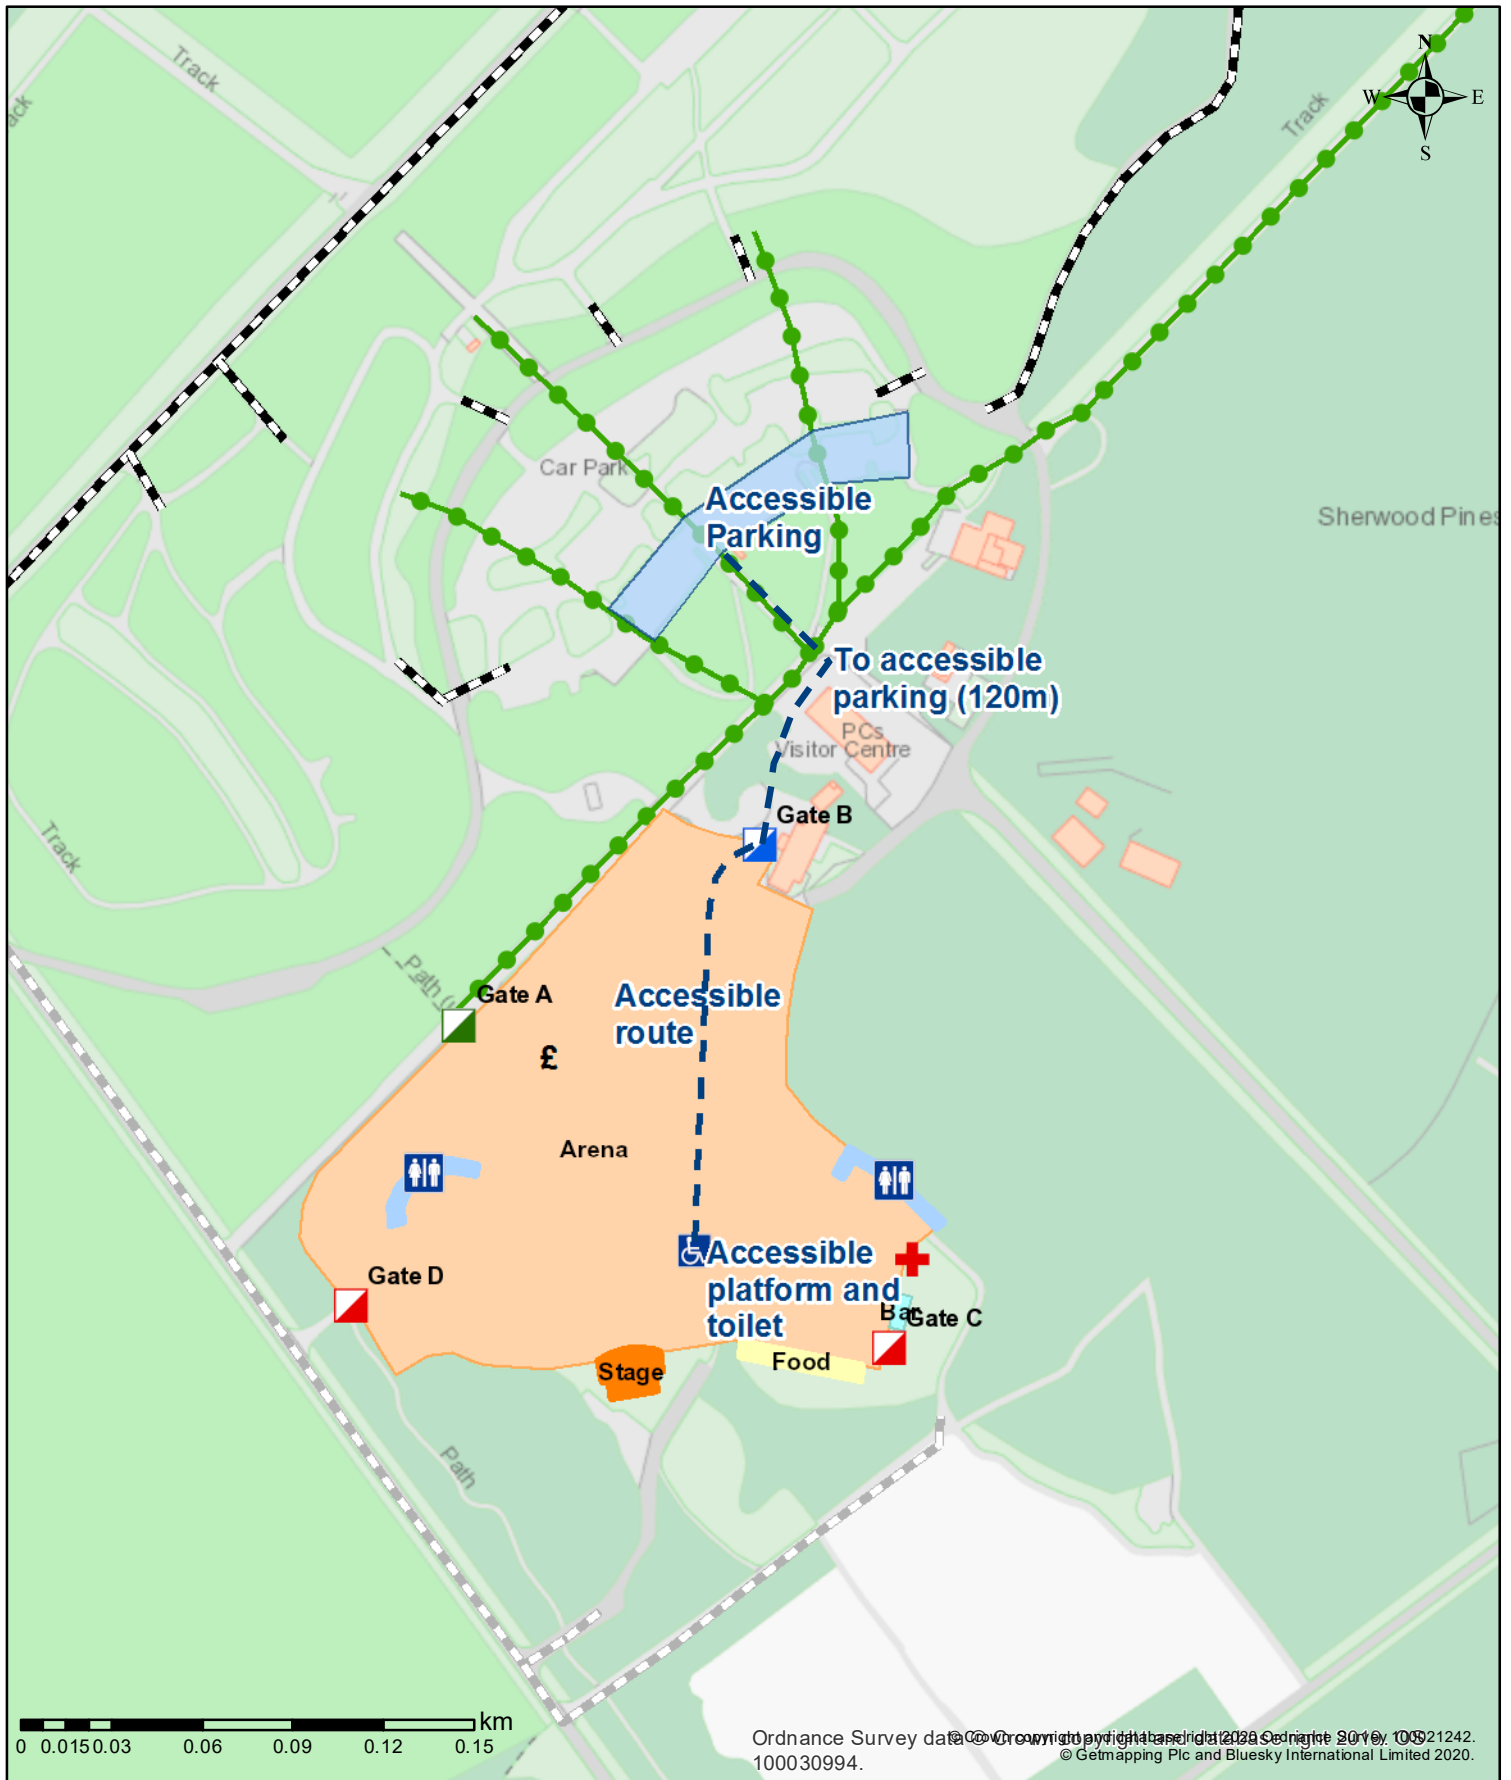 Track
ack
N
W
E
S
Track
Car Park
Accessible
Parking
Sherwood Pines
To accessible
parking (120m)
PCs
Visitor Centre
Gate B
Track
Path
Gate A
Accessible
route
£
Arena
Gate D
Accessible
platform and
toilet
Bar
Gate C
Stage
Food
Path
km
0 0.015 0.03 0.06 0.09 0.12 0.15
Ordnance Survey data © Crown copyright and database right 2020 Ordnance Survey 100021242.
100030994.
© Getmapping Plc and Bluesky International Limited 2020.